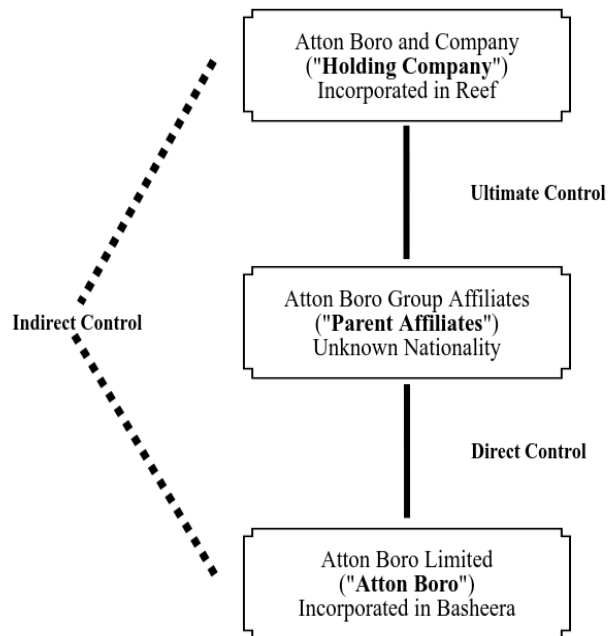 Atton Boro and Company
("Holding Company")
Incorporated in Reef
Ultimate Control
Atton Boro Group Affiliates
("Parent Affiliates")
Unknown Nationality
Indirect Control
Direct Control
Atton Boro Limited
("Atton Boro")
Incorporated in Basheera